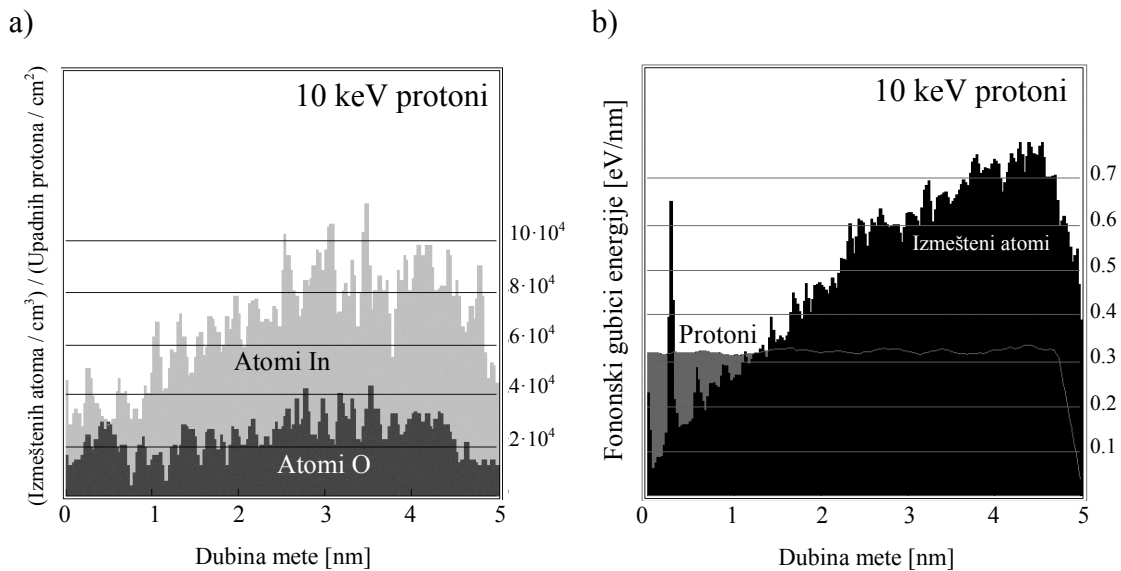 a)
10 keV protoni
(Izmeštenih atoma / cm³) / (Upadnih protona / cm²)
10·10⁴
8·10⁴
6·10⁴
4·10⁴
2·10⁴
Atomi In
Atomi O
0 1 2 3 4 5
Dubina mete [nm]
b)
10 keV protoni
Fononski gubici energije [eV/nm]
0.7
0.6
0.5
0.4
0.3
0.2
0.1
Izmešteni atomi
Protoni
0 1 2 3 4 5
Dubina mete [nm]